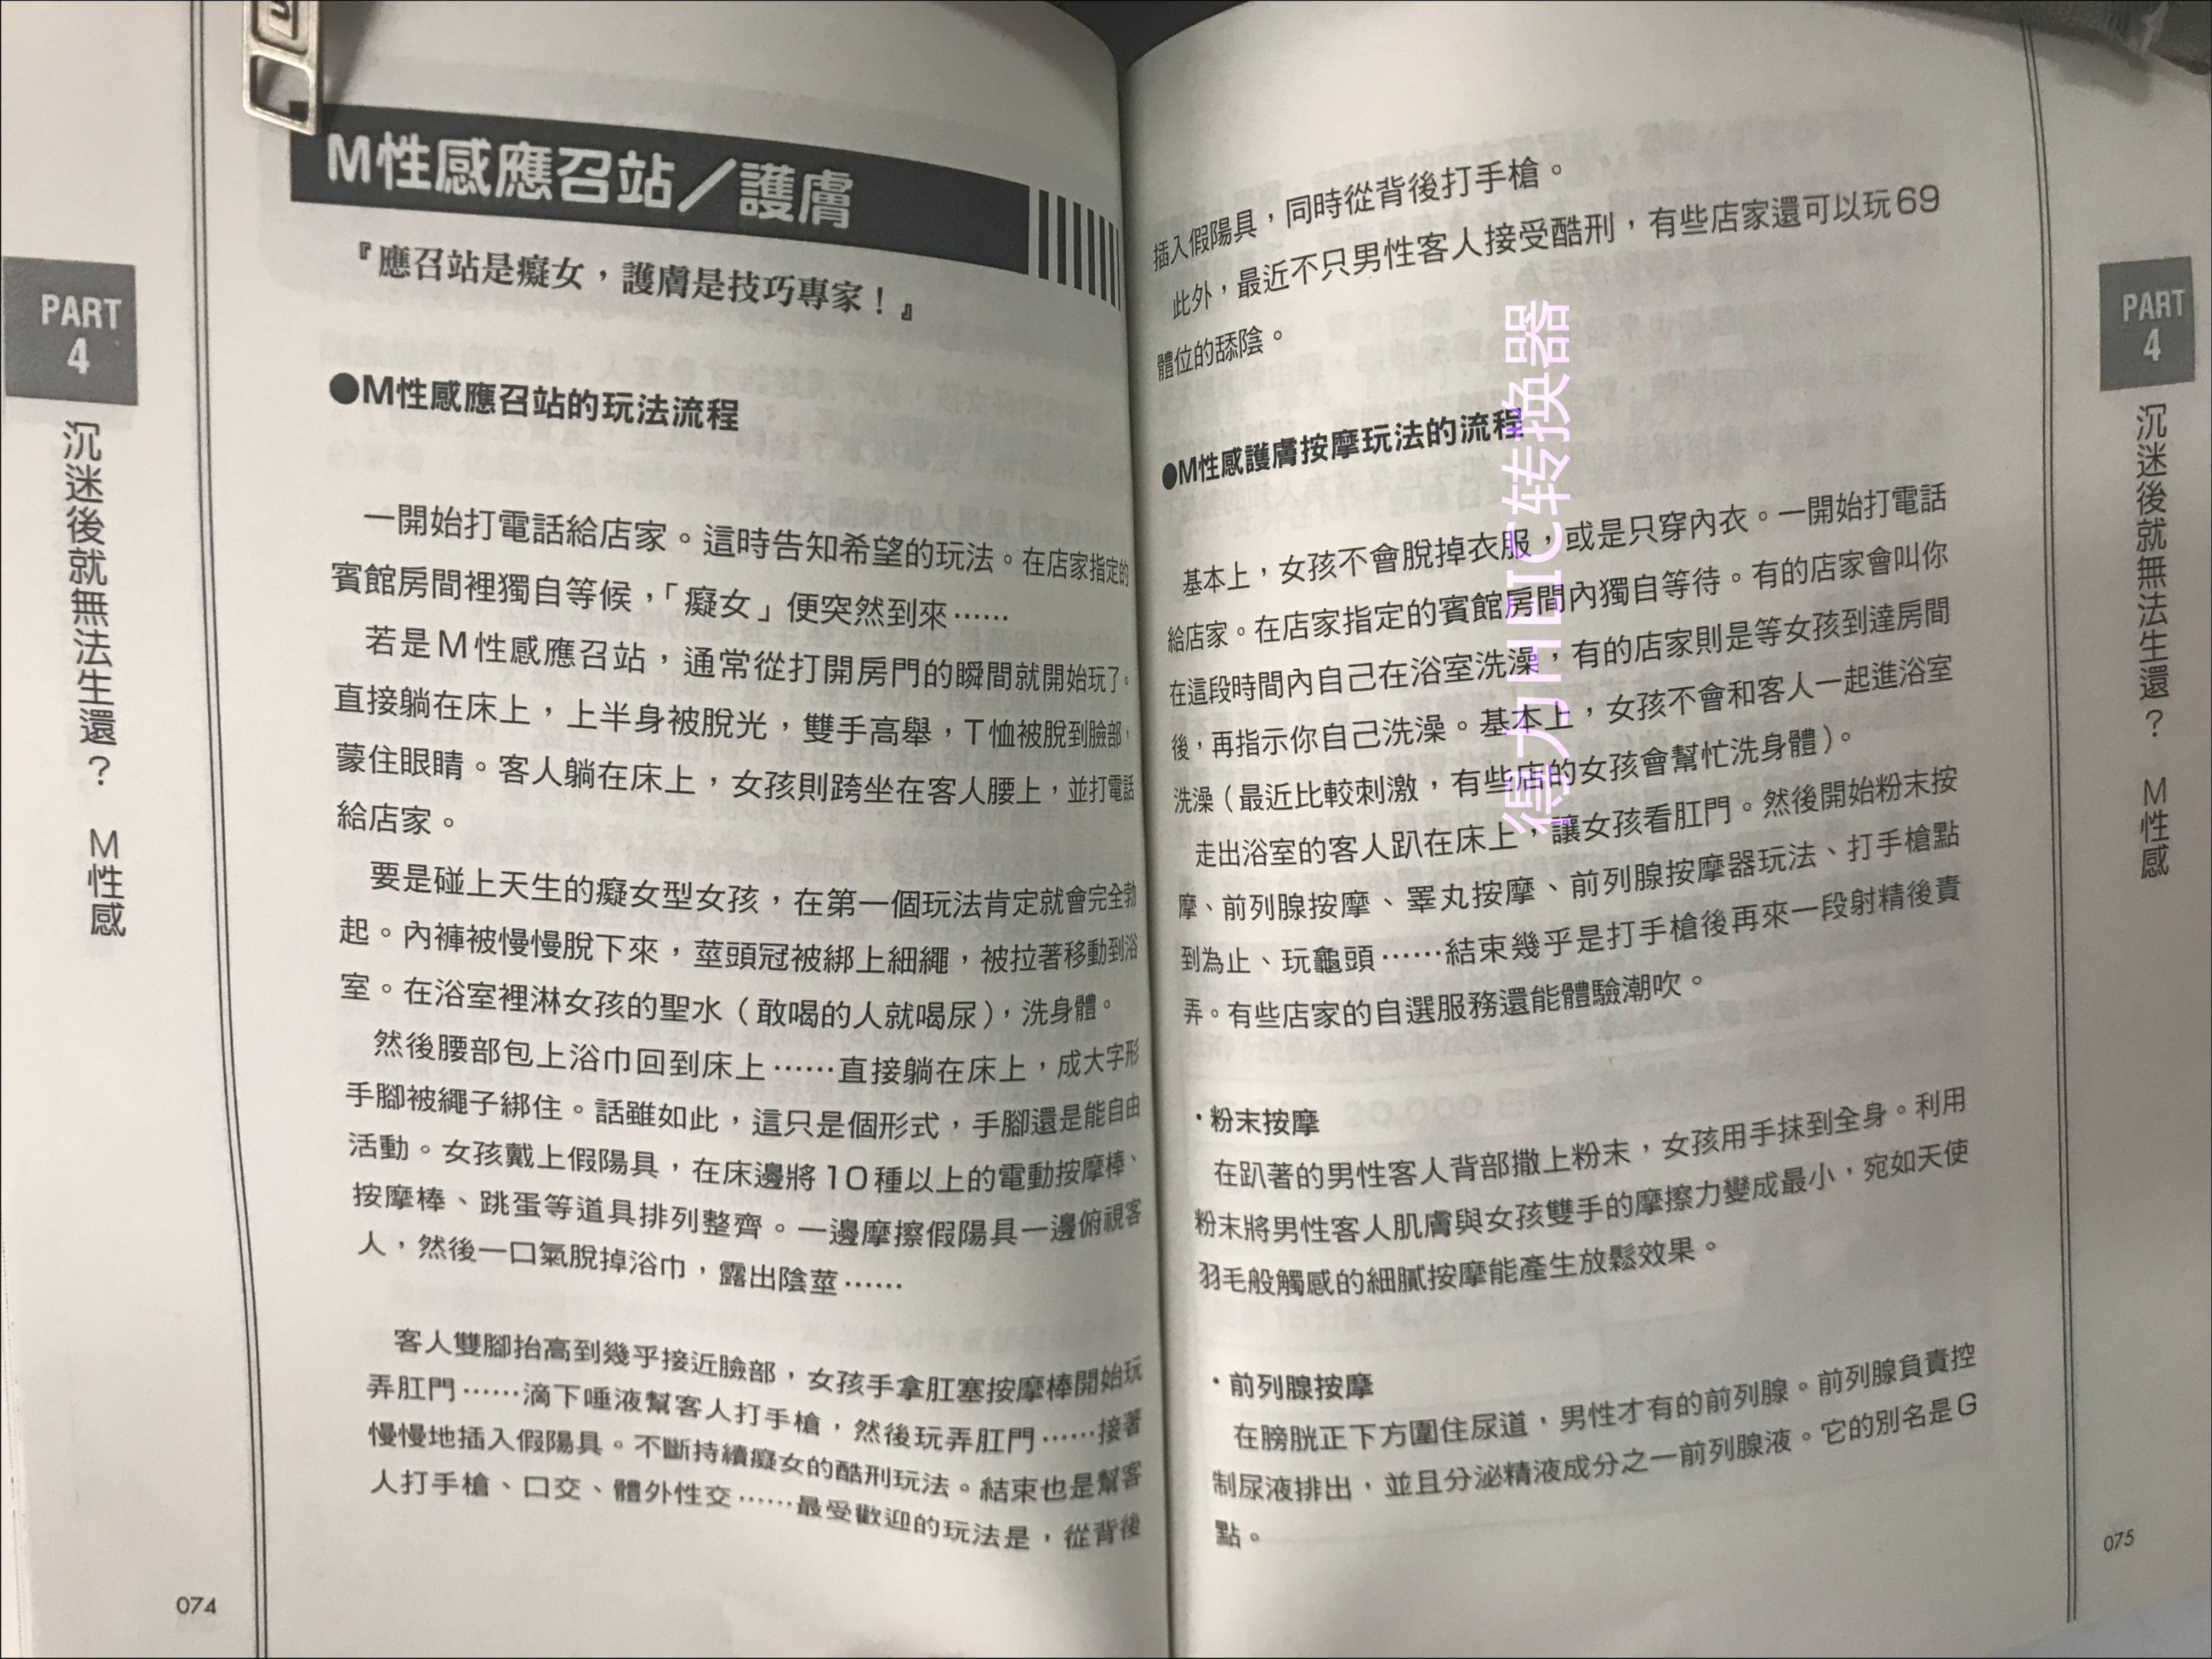 PART 4
沉迷後就無法生還？ M性感
M性感應召站／護膚
『應召站是癡女，護膚是技巧專家！』
●M性感應召站的玩法流程
一開始打電話給店家。這時告知希望的玩法。在店家指定的
賓館房間裡獨自等候，「癡女」便突然到來……
若是M性感應召站，通常從打開房門的瞬間就開始玩了。
直接躺在床上，上半身被脫光，雙手高舉，T恤被脫到臉部，
蒙住眼睛。客人躺在床上，女孩則跨坐在客人腰上，並打電話
給店家。
要是碰上天生的癡女型女孩，在第一個玩法肯定就會完全勃
起。內褲被慢慢脫下來，莖頭冠被綁上細繩，被拉著移動到浴
室。在浴室裡淋女孩的聖水（敢喝的人就喝尿），洗身體。
然後腰部包上浴巾回到床上……直接躺在床上，成大字形
手腳被繩子綁住。話雖如此，這只是個形式，手腳還是能自由
活動。女孩戴上假陽具，在床邊將10種以上的電動按摩棒、
按摩棒、跳蛋等道具排列整齊。一邊摩擦假陽具一邊俯視客
人，然後一口氣脫掉浴巾，露出陰莖……
客人雙腳抬高到幾乎接近臉部，女孩手拿肛塞按摩棒開始玩
弄肛門……滴下唾液幫客人打手槍，然後玩弄肛門……接著
慢慢地插入假陽具。不斷持續癡女的酷刑玩法。結束也是幫客
人打手槍、口交、體外性交……最受歡迎的玩法是，從背後
074
插入假陽具，同時從背後打手槍。
此外，最近不只男性客人接受酷刑，有些店家還可以玩69
體位的舔陰。
●M性感護膚按摩玩法的流程
基本上，女孩不會脫掉衣服，或是只穿內衣。一開始打電話
給店家。在店家指定的賓館房間內獨自等待。有的店家會叫你
在這段時間內自己在浴室洗澡，有的店家則是等女孩到達房間
後，再指示你自己洗澡。基本上，女孩不會和客人一起進浴室
洗澡（最近比較刺激，有些店的女孩會幫忙洗身體）。
走出浴室的客人趴在床上，讓女孩看肛門。然後開始粉末按
摩、前列腺按摩、睪丸按摩、前列腺按摩器玩法、打手槍點
到為止、玩龜頭……結束幾乎是打手槍後再來一段射精後責
弄。有些店家的自選服務還能體驗潮吹。
・粉末按摩
在趴著的男性客人背部撒上粉末，女孩用手抹到全身。利用
粉末將男性客人肌膚與女孩雙手的摩擦力變成最小，宛如天使
羽毛般觸感的細膩按摩能產生放鬆效果。
・前列腺按摩
在膀胱正下方圍住尿道，男性才有的前列腺。前列腺負責控
制尿液排出，並且分泌精液成分之一前列腺液。它的別名是G
點。
PART 4
沉迷後就無法生還？ M性感
075
得力HEIC转换器